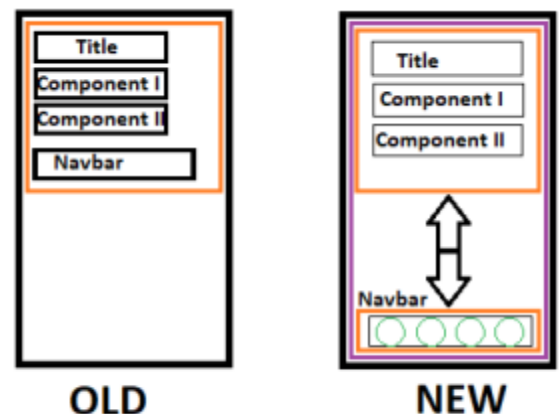 Title
Component I
Component II
Navbar
OLD
Title
Component I
Component II
Navbar
NEW